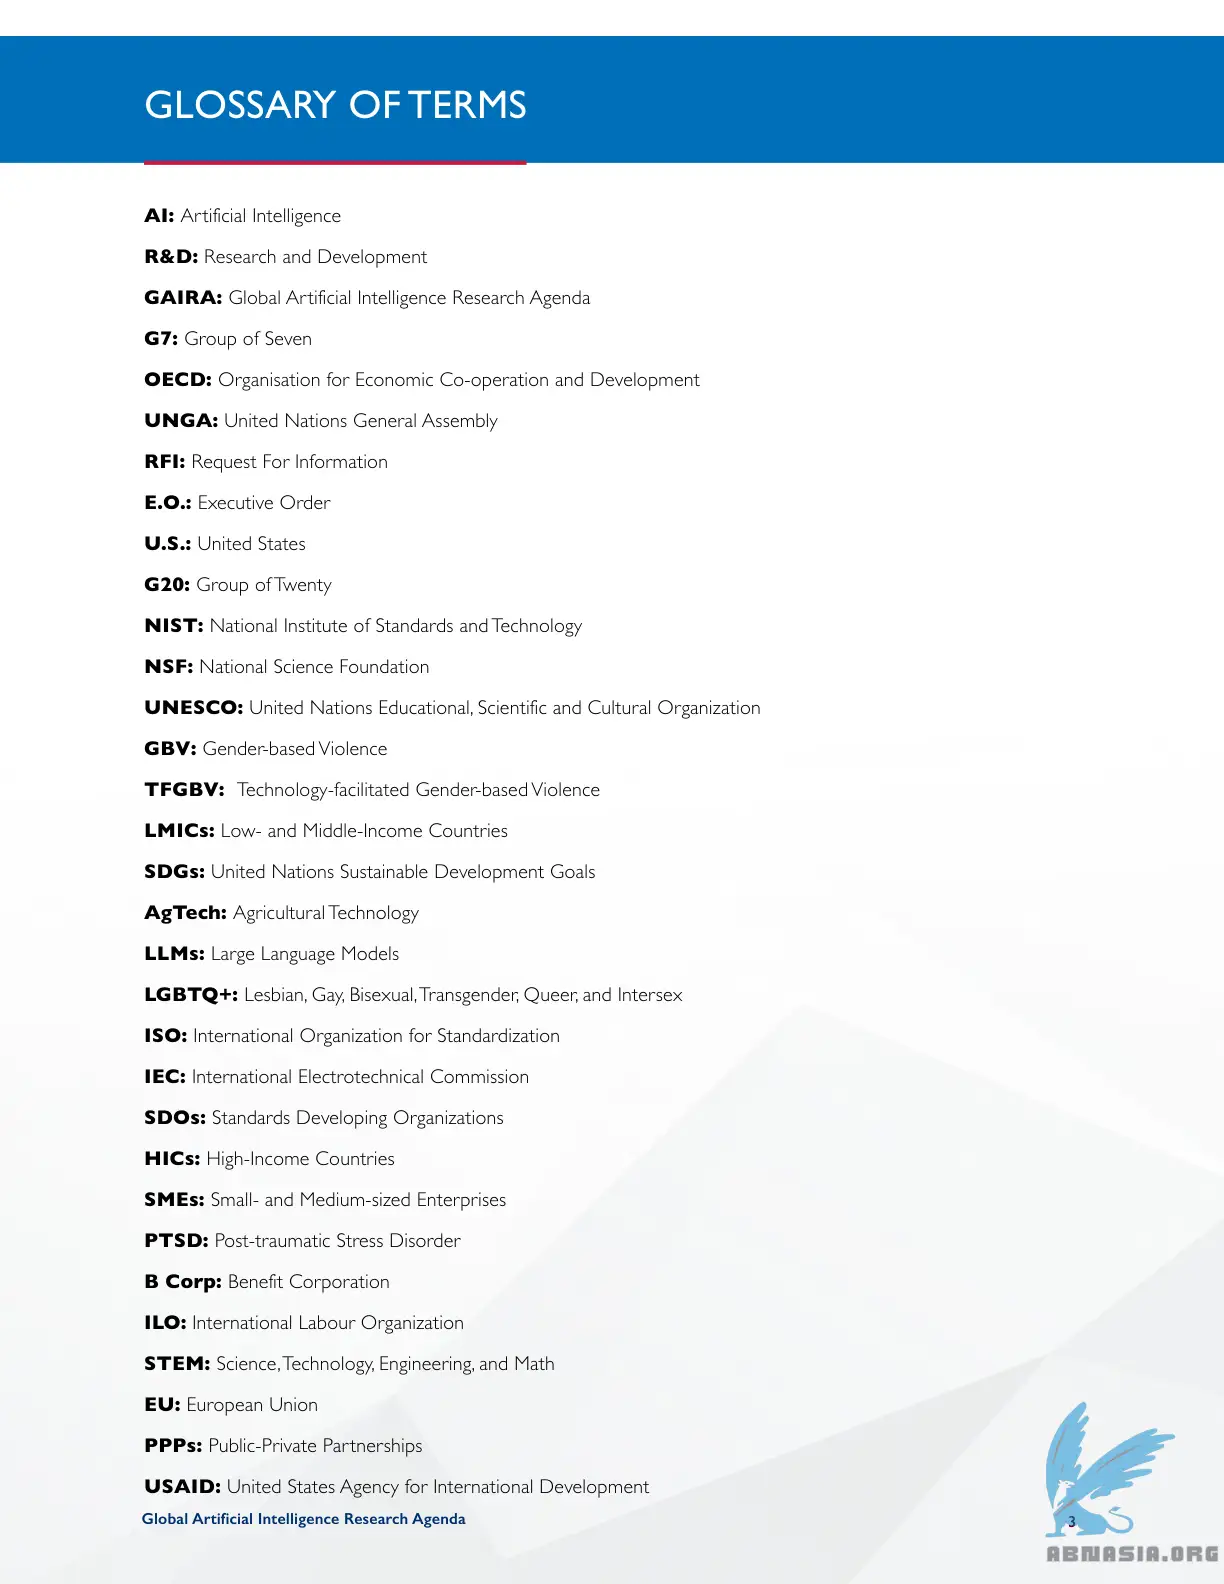 GLOSSARY OF TERMS
AI: Artificial Intelligence
R&D: Research and Development
GAIRA: Global Artificial Intelligence Research Agenda
G7: Group of Seven
OECD: Organisation for Economic Co-operation and Development
UNGA: United Nations General Assembly
RFI: Request For Information
E.O.: Executive Order
U.S.: United States
G20: Group of Twenty
NIST: National Institute of Standards and Technology
NSF: National Science Foundation
UNESCO: United Nations Educational, Scientific and Cultural Organization
GBV: Gender-based Violence
TFGBV: Technology-facilitated Gender-based Violence
LMICs: Low- and Middle-Income Countries
SDGs: United Nations Sustainable Development Goals
AgTech: Agricultural Technology
LLMs: Large Language Models
LGBTQ+: Lesbian, Gay, Bisexual, Transgender, Queer, and Intersex
ISO: International Organization for Standardization
IEC: International Electrotechnical Commission
SDOs: Standards Developing Organizations
HICs: High-Income Countries
SMEs: Small- and Medium-sized Enterprises
PTSD: Post-traumatic Stress Disorder
B Corp: Benefit Corporation
ILO: International Labour Organization
STEM: Science, Technology, Engineering, and Math
EU: European Union
PPPs: Public-Private Partnerships
USAID: United States Agency for International Development
Global Artificial Intelligence Research Agenda
3
ABNASIA.ORG